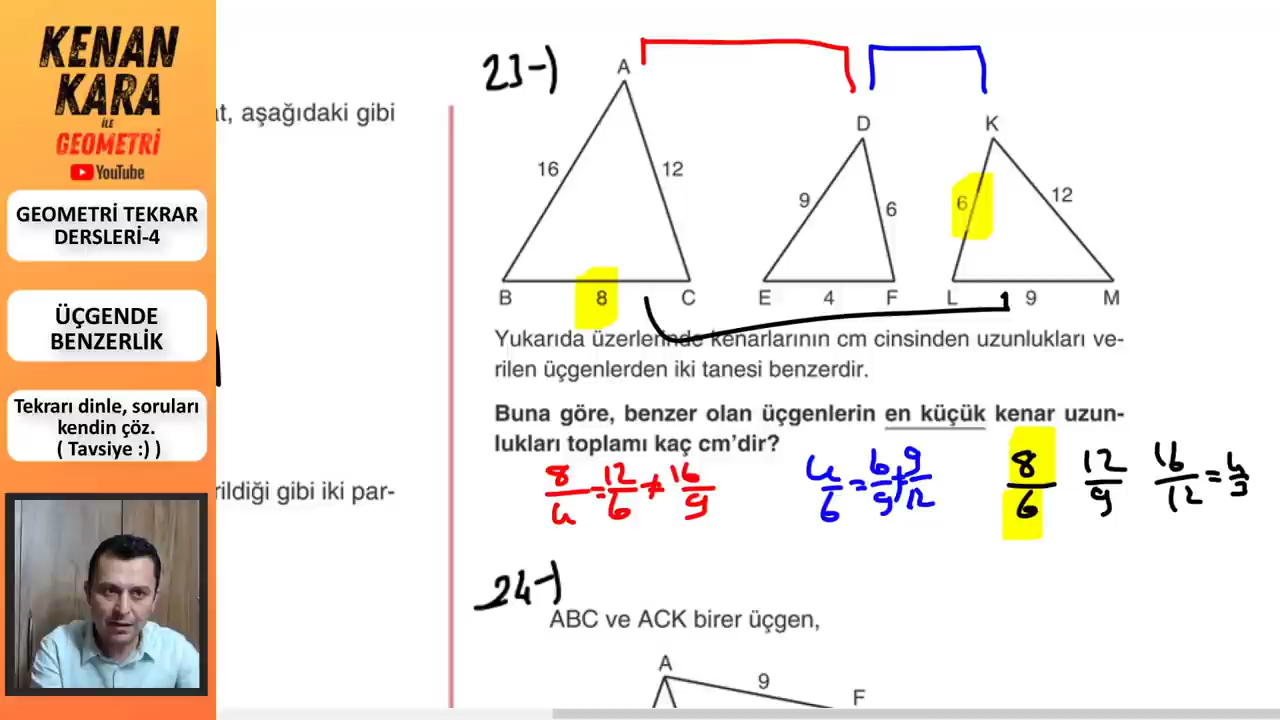 KENAN
KARA
İLE
GEOMETRİ
YouTube
GEOMETRİ TEKRAR
DERSLERİ-4
ÜÇGENDE
BENZERLİK
Tekrarı dinle, soruları
kendin çöz.
( Tavsiye :) )
at, aşağıdaki gibi
rildiği gibi iki par-
23-)
A
16
12
B
8
C
D
9
6
E
4
F
K
6
12
L
9
M
Yukarıda üzerlerinde kenarlarının cm cinsinden uzunlukları ve-
rilen üçgenlerden iki tanesi benzerdir.
Buna göre, benzer olan üçgenlerin en küçük kenar uzun-
lukları toplamı kaç cm'dir?
8/4 = 12/6 ≠ 16/9
4/6 = 6/9 ≠ 9/12
8/6 12/9 16/12 = 4/3
24-)
ABC ve ACK birer üçgen,
A
9
F